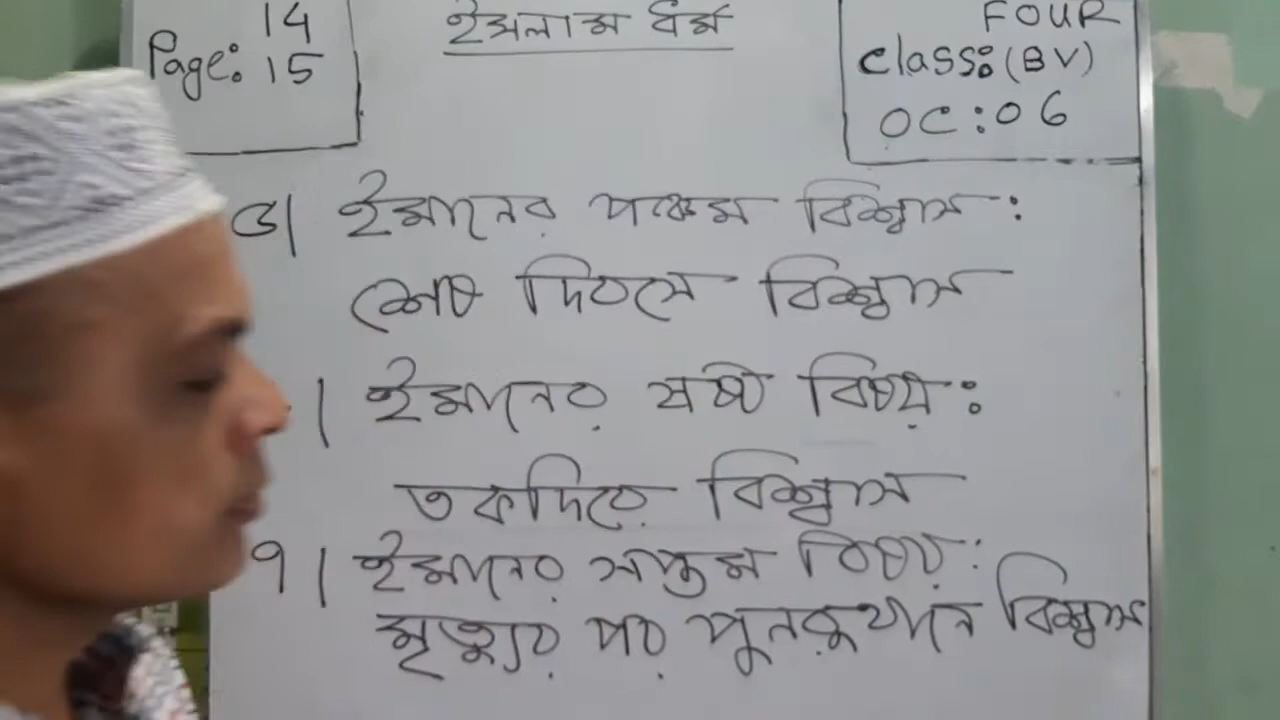 Page: 14
15
ইসলাম ধর্ম
FOUR
Class: (BV)
OC: 06
৫| ইমানের পঞ্চম বিশ্বাস :
শেষ দিবসে বিশ্বাস
| ইমানের ষষ্ঠ বিষয় :
তকদিরে বিশ্বাস
৭| ইমানের সপ্তম বিষয় :
মৃত্যুর পর পুনরুত্থানে বিশ্বাস